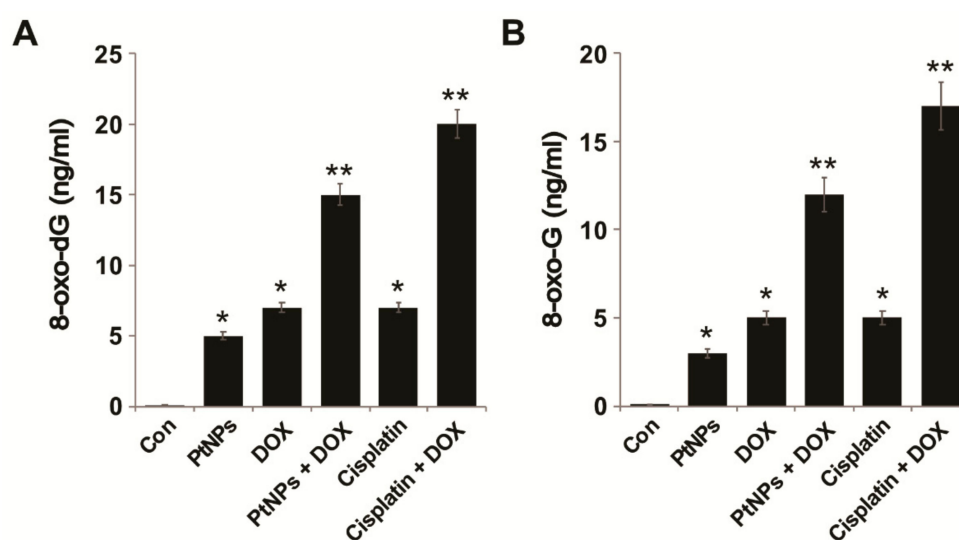 A
8-oxo-dG (ng/ml)
25
20
15
10
5
0
*
*
**
*
**
Con
PtNPs
DOX
PtNPs + DOX
Cisplatin
Cisplatin + DOX
B
8-oxo-G (ng/ml)
20
15
10
5
0
*
*
**
*
**
Con
PtNPs
DOX
PtNPs + DOX
Cisplatin
Cisplatin + DOX